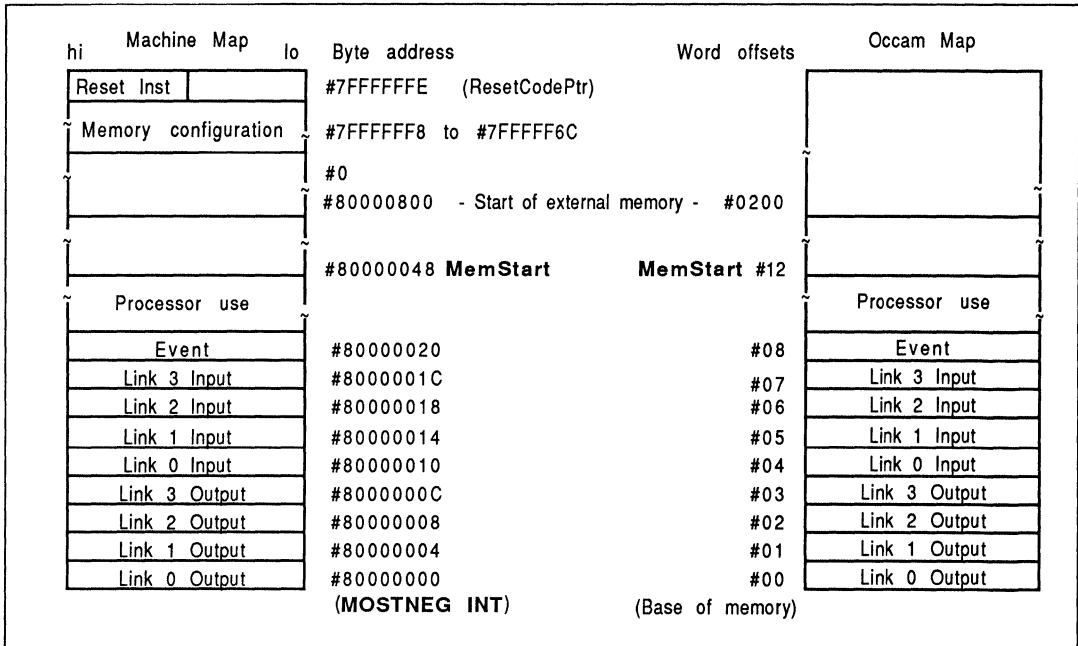 hi Machine Map lo Byte address Word offsets Occam Map
Reset Inst #7FFFFFFE (ResetCodePtr)
Memory configuration #7FFFFFF8 to #7FFFFF6C
#0
#80000800 - Start of external memory - #0200
#80000048 MemStart MemStart #12
Processor use Processor use
Event #80000020 #08 Event
Link 3 Input #8000001C #07 Link 3 Input
Link 2 Input #80000018 #06 Link 2 Input
Link 1 Input #80000014 #05 Link 1 Input
Link 0 Input #80000010 #04 Link 0 Input
Link 3 Output #8000000C #03 Link 3 Output
Link 2 Output #80000008 #02 Link 2 Output
Link 1 Output #80000004 #01 Link 1 Output
Link 0 Output #80000000 #00 Link 0 Output
(MOSTNEG INT) (Base of memory)